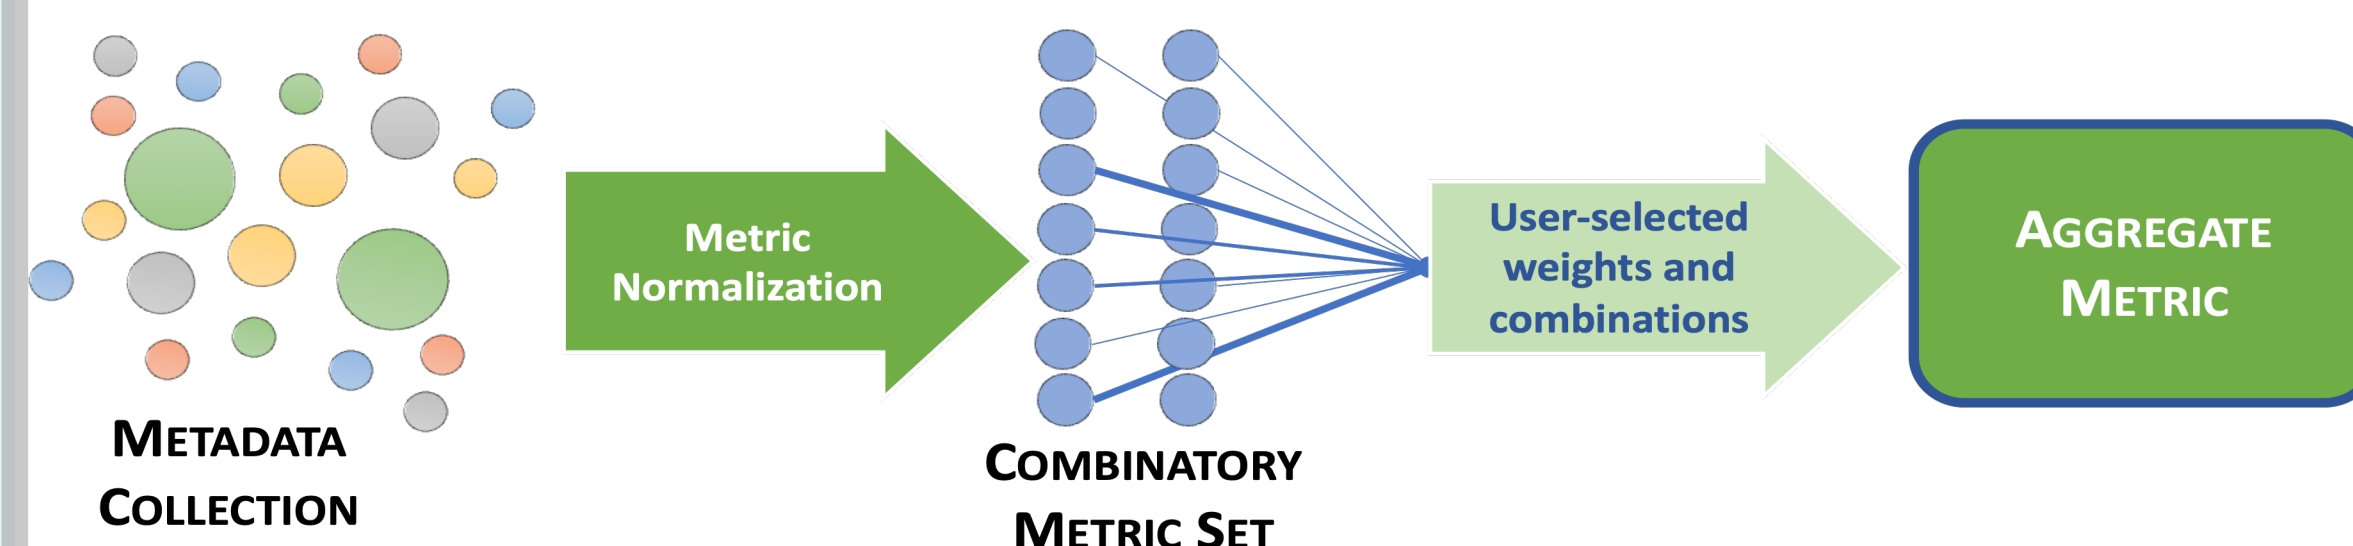 METADATA
COLLECTION
Metric
Normalization
COMBINATORY
METRIC SET
User-selected
weights and
combinations
AGGREGATE
METRIC